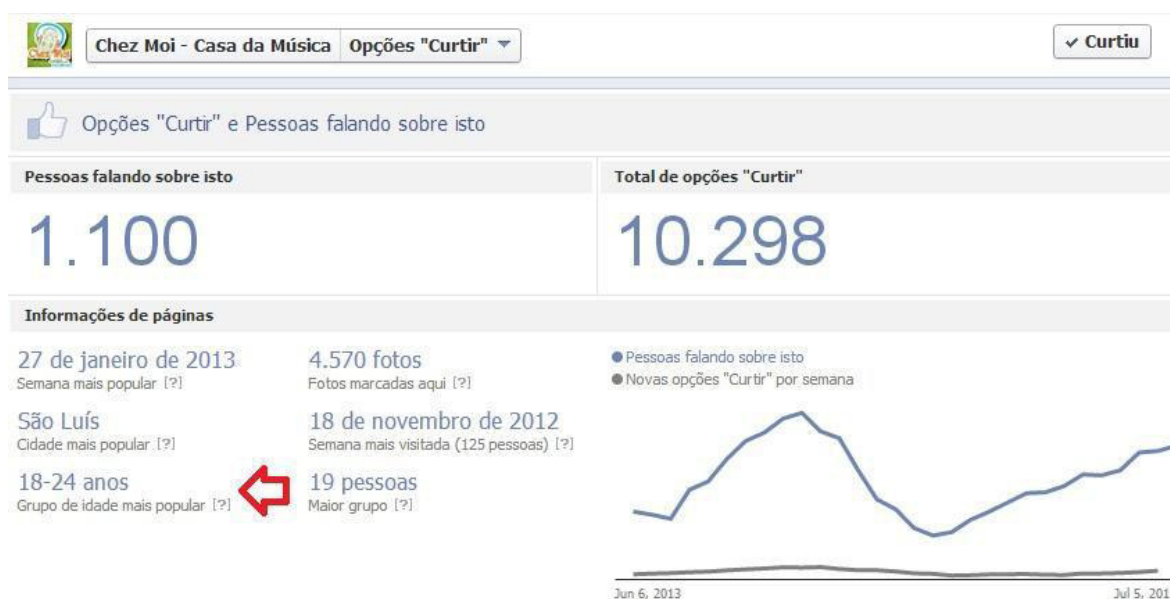 Chez Moi - Casa da Música Opções "Curtir"
Curtiu
Opções "Curtir" e Pessoas falando sobre isto
Pessoas falando sobre isto
1.100
Total de opções "Curtir"
10.298
Informações de páginas
27 de janeiro de 2013
Semana mais popular [?]
4.570 fotos
Fotos marcadas aqui [?]
São Luís
Cidade mais popular [?]
18 de novembro de 2012
Semana mais visitada (125 pessoas) [?]
18-24 anos
Grupo de idade mais popular [?]
19 pessoas
Maior grupo [?]
Pessoas falando sobre isto
Novas opções "Curtir" por semana
Jun 6, 2013
Jul 5, 201